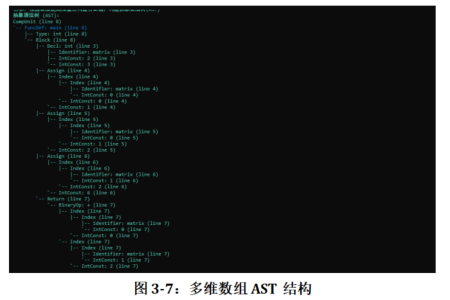 抽象语法树 (AST):
CompUnit (line 8)
`-- FuncDef: main (line 8)
|-- Type: int (line 8)
`-- Block (line 8)
|-- Decl: int (line 3)
|-- Identifier: matrix (line 3)
|-- IntConst: 2 (line 3)
`-- IntConst: 3 (line 3)
|-- Assign (line 4)
|-- Index (line 4)
|-- Index (line 4)
|-- Identifier: matrix (line 4)
`-- IntConst: 0 (line 4)
`-- IntConst: 0 (line 4)
`-- IntConst: 1 (line 4)
|-- Assign (line 5)
|-- Index (line 5)
|-- Index (line 5)
|-- Identifier: matrix (line 5)
`-- IntConst: 0 (line 5)
`-- IntConst: 1 (line 5)
`-- IntConst: 2 (line 5)
|-- Assign (line 6)
|-- Index (line 6)
|-- Index (line 6)
|-- Identifier: matrix (line 6)
`-- IntConst: 1 (line 6)
`-- IntConst: 2 (line 6)
`-- IntConst: 6 (line 6)
`-- Return (line 7)
`-- BinaryOp: + (line 7)
|-- Index (line 7)
|-- Index (line 7)
|-- Identifier: matrix (line 7)
`-- IntConst: 0 (line 7)
`-- IntConst: 0 (line 7)
`-- Index (line 7)
|-- Index (line 7)
|-- Identifier: matrix (line 7)
`-- IntConst: 1 (line 7)
`-- IntConst: 2 (line 7)
图 3-7：多维数组 AST 结构